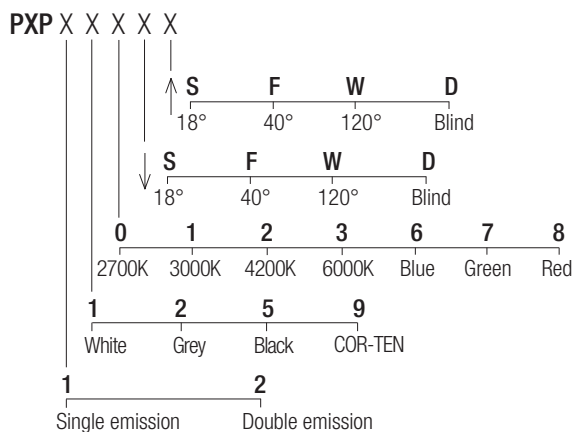 PXP X X X X X
S F W D
18° 40° 120° Blind
S F W D
18° 40° 120° Blind
0 1 2 3 6 7 8
2700K 3000K 4200K 6000K Blue Green Red
1 2 5 9
White Grey Black COR-TEN
1 2
Single emission Double emission